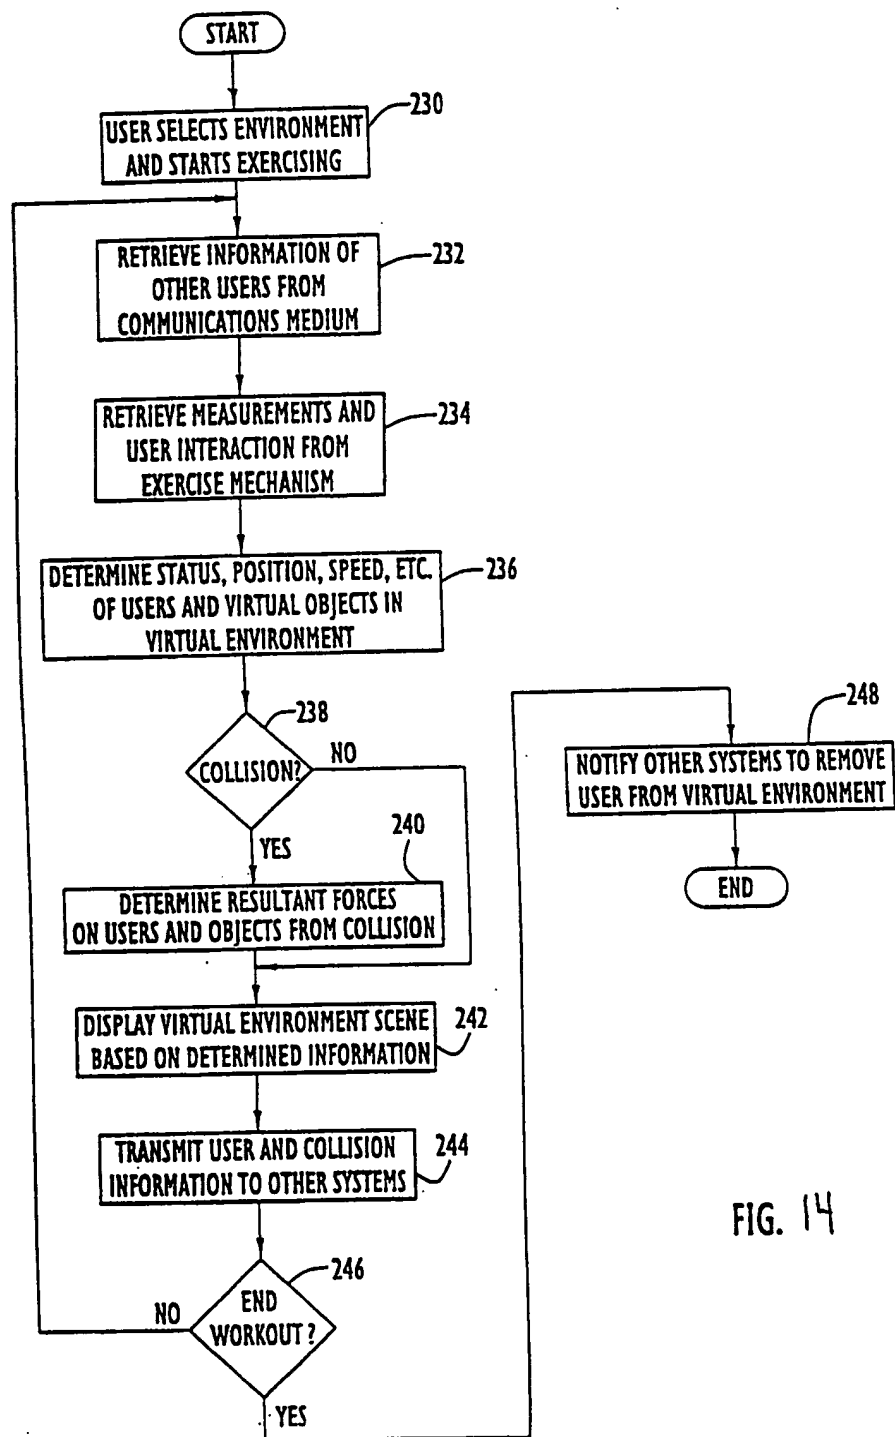 START
230
USER SELECTS ENVIRONMENT
AND STARTS EXERCISING
232
RETRIEVE INFORMATION OF
OTHER USERS FROM
COMMUNICATIONS MEDIUM
234
RETRIEVE MEASUREMENTS AND
USER INTERACTION FROM
EXERCISE MECHANISM
236
DETERMINE STATUS, POSITION, SPEED, ETC.
OF USERS AND VIRTUAL OBJECTS IN
VIRTUAL ENVIRONMENT
238
COLLISION?
NO
YES
240
DETERMINE RESULTANT FORCES
ON USERS AND OBJECTS FROM COLLISION
242
DISPLAY VIRTUAL ENVIRONMENT SCENE
BASED ON DETERMINED INFORMATION
244
TRANSMIT USER AND COLLISION
INFORMATION TO OTHER SYSTEMS
246
END
WORKOUT?
NO
YES
248
NOTIFY OTHER SYSTEMS TO REMOVE
USER FROM VIRTUAL ENVIRONMENT
END
FIG. 14